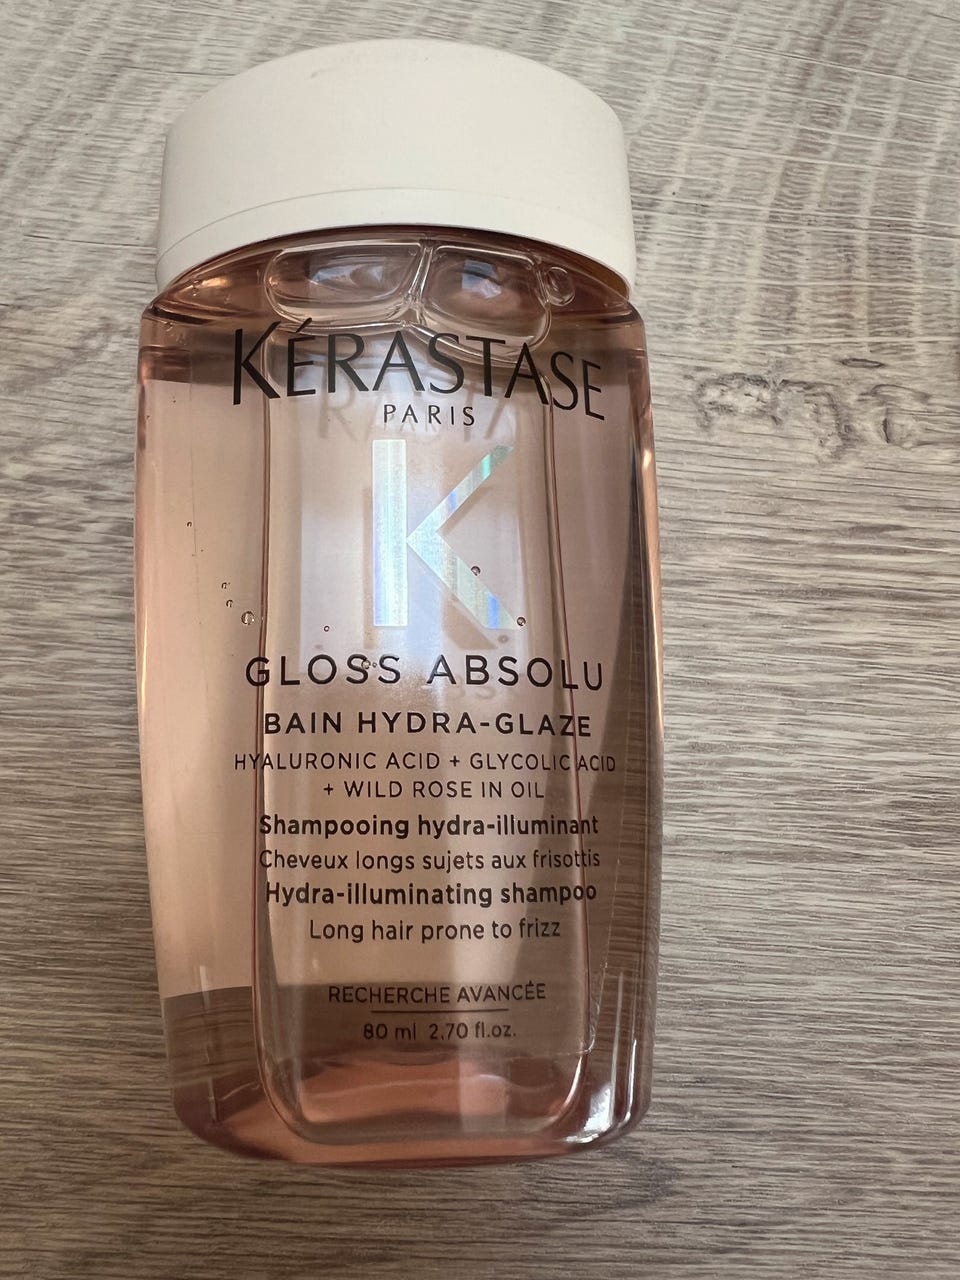 KÉRASTASE
PARIS
K
GLOSS ABSOLU
BAIN HYDRA-GLAZE
HYALURONIC ACID + GLYCOLIC ACID
+ WILD ROSE IN OIL
Shampooing hydra-illuminant
Cheveux longs sujets aux frisottis
Hydra-illuminating shampoo
Long hair prone to frizz
RECHERCHE AVANCÉE
80 ml 2,70 fl.oz.